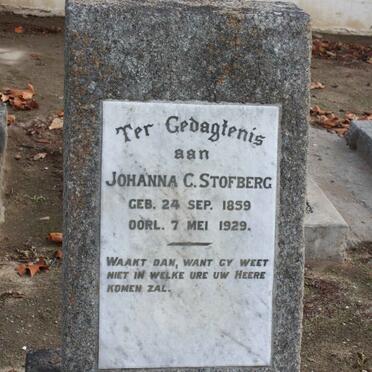 Ter Gedagtenis
aan
JOHANNA C. STOFBERG
GEB. 24 SEP. 1859
OORL. 7 MEI 1929.
WAAKT DAN, WANT GY WEET
NIET IN WELKE URE UW HEERE
KOMEN ZAL.